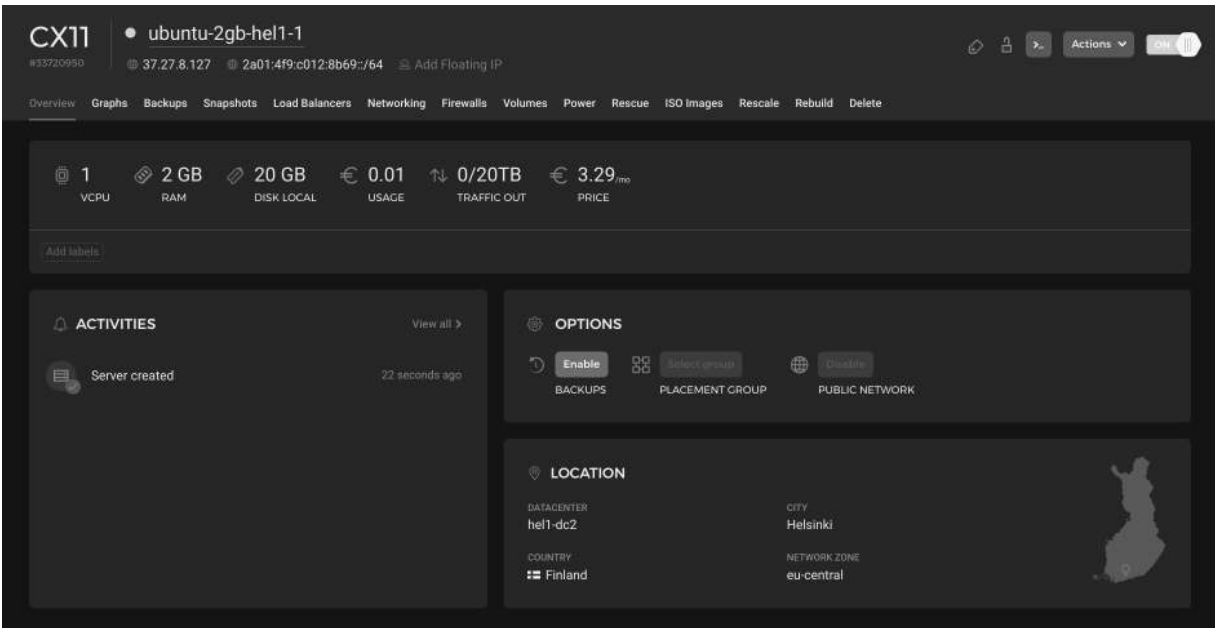 CX11
ubuntu-2gb-hel1-1
Actions
ON
#33720950
37.27.8.127 2a01:4f9:c012:8b69::/64 Add Floating IP
Overview Graphs Backups Snapshots Load Balancers Networking Firewalls Volumes Power Rescue ISO Images Rescale Rebuild Delete
1 2 GB 20 GB € 0.01 0/20TB € 3.29/mo
VCPU RAM DISK LOCAL USAGE TRAFFIC OUT PRICE
Add labels
ACTIVITIES View all >
Server created 22 seconds ago
OPTIONS
Enable Select group Disable
BACKUPS PLACEMENT GROUP PUBLIC NETWORK
LOCATION
DATACENTER CITY
hel1-dc2 Helsinki
COUNTRY NETWORK ZONE
Finland eu-central